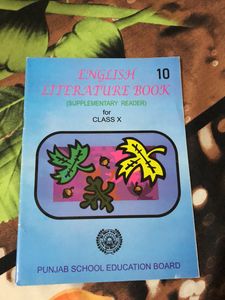 ENGLISH 10
LITERATURE BOOK
(SUPPLEMENTARY READER)
for
CLASS X
PUNJAB SCHOOL EDUCATION BOARD